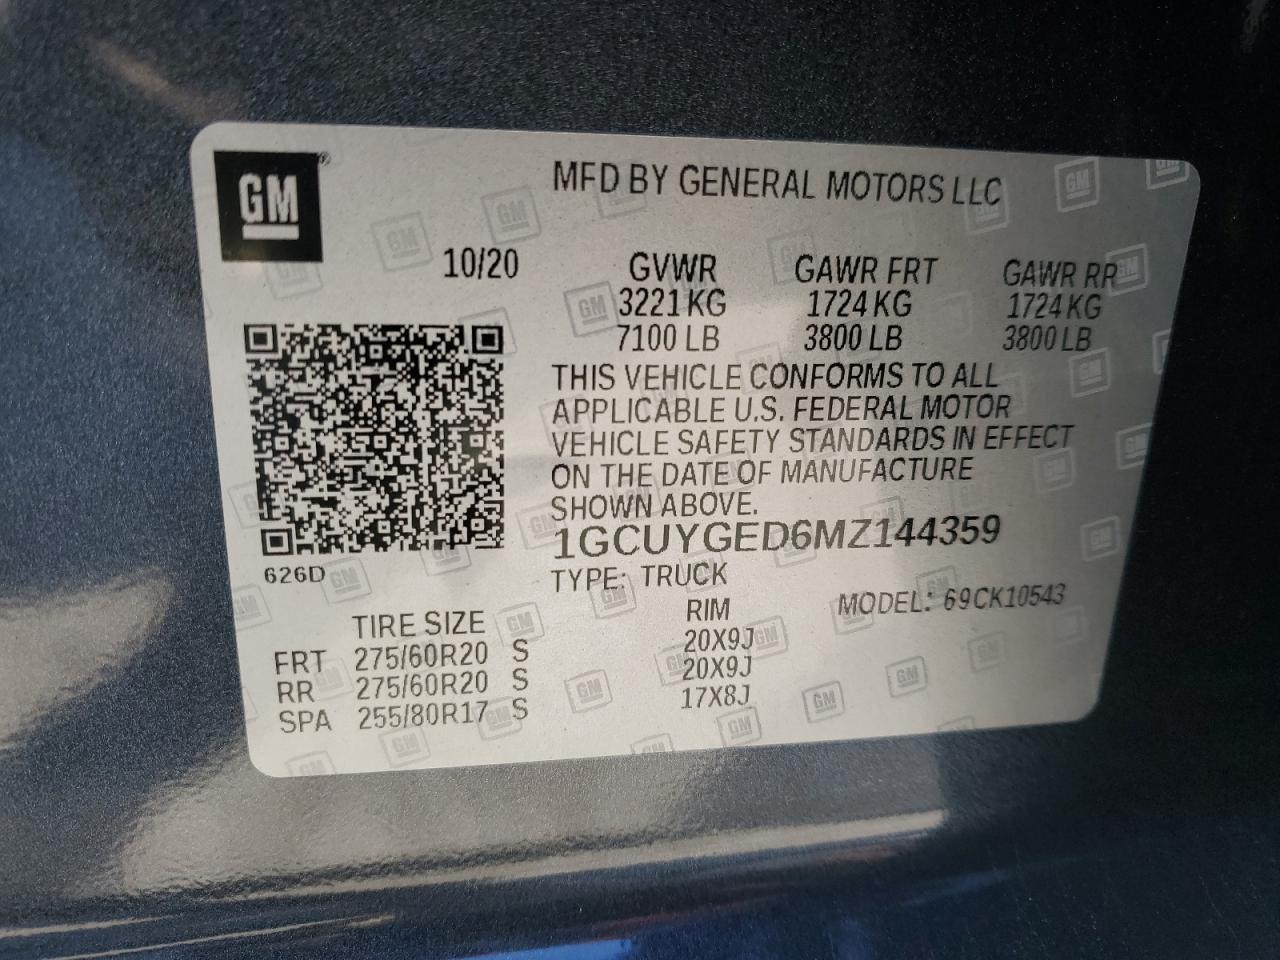 GM®
MFD BY GENERAL MOTORS LLC
10/20 GVWR GAWR FRT GAWR RR
3221 KG 1724 KG 1724 KG
7100 LB 3800 LB 3800 LB
THIS VEHICLE CONFORMS TO ALL
APPLICABLE U.S. FEDERAL MOTOR
VEHICLE SAFETY STANDARDS IN EFFECT
ON THE DATE OF MANUFACTURE
SHOWN ABOVE.
1GCUYGED6MZ144359
626D
TYPE: TRUCK
MODEL: 69CK10543
TIRE SIZE RIM
FRT 275/60R20 S 20X9J
RR 275/60R20 S 20X9J
SPA 255/80R17 S 17X8J